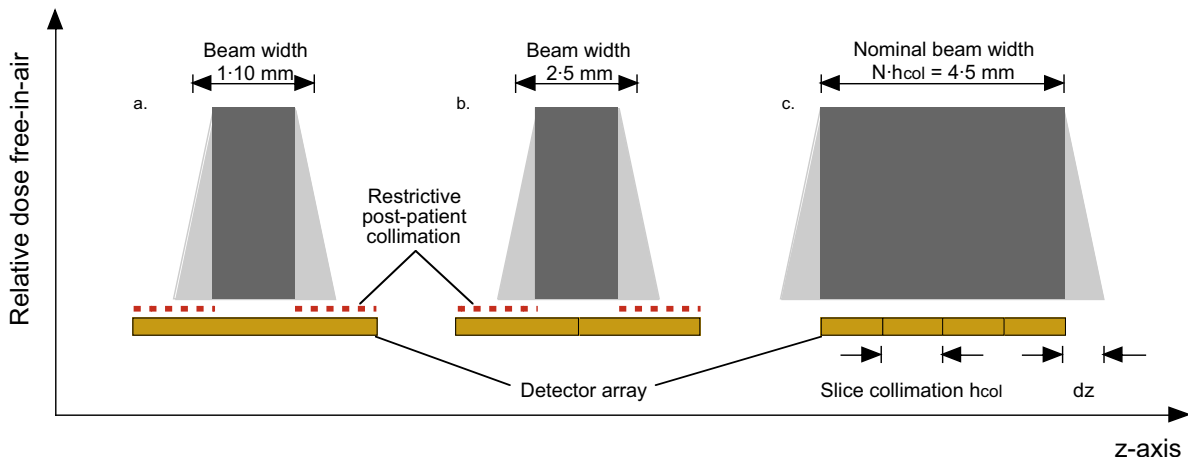 Relative dose free-in-air
Beam width
1·10 mm
a.
Beam width
2·5 mm
b.
Nominal beam width
N·hcol = 4·5 mm
c.
Restrictive
post-patient
collimation
Detector array
Slice collimation hcol
dz
z-axis